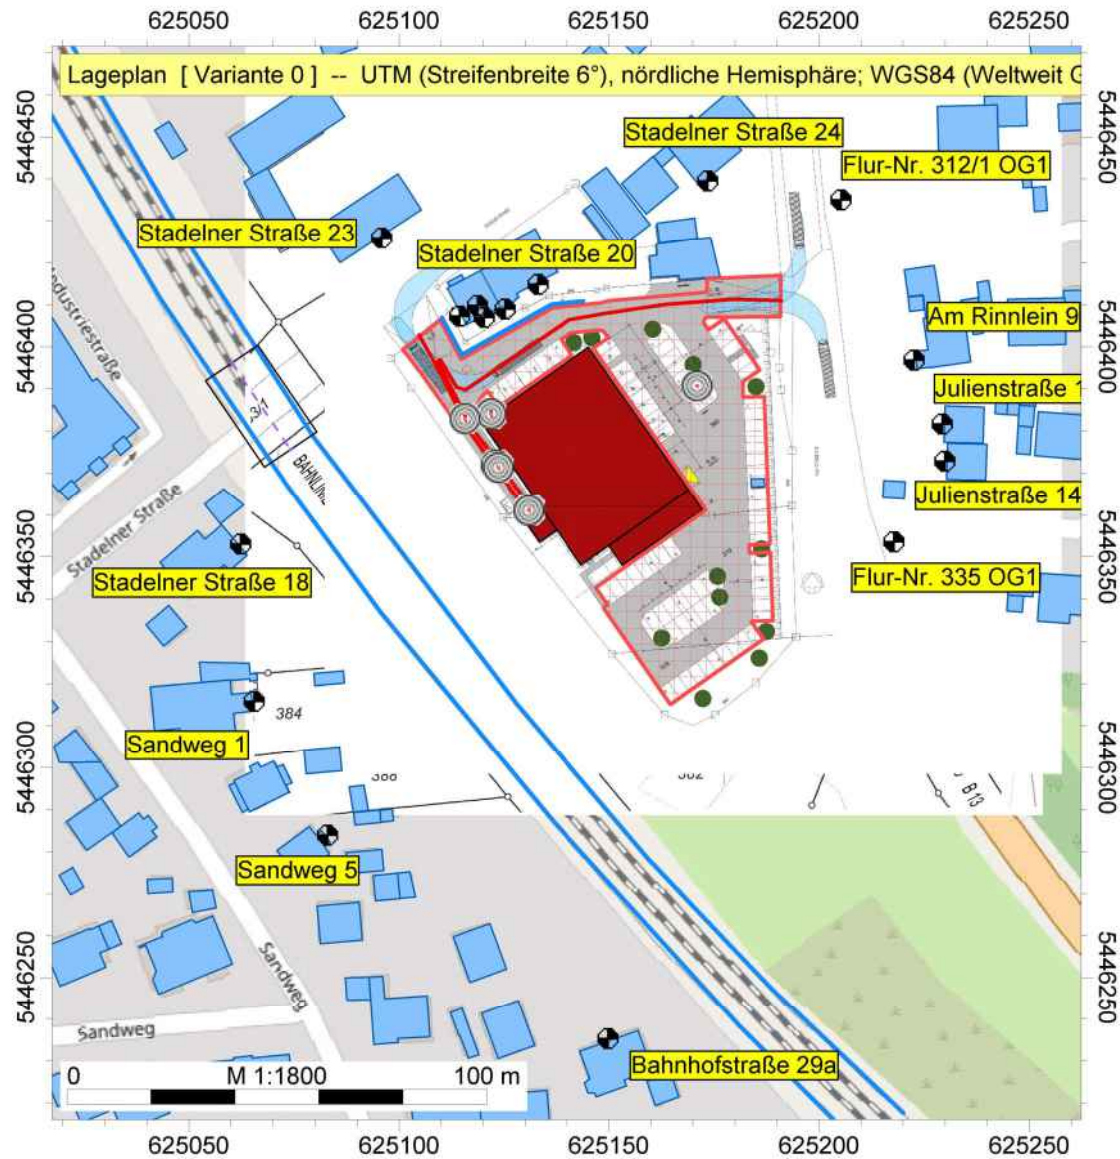 625050 625100 625150 625200 625250
Lageplan [ Variante 0 ] -- UTM (Streifenbreite 6°), nördliche Hemisphäre; WGS84 (Weltweit G
5446450
5446450
Stadelner Straße 24
Flur-Nr. 312/1 OG1
Stadelner Straße 23
Stadelner Straße 20
Industriestraße
5446400
5446400
Am Rinnlein 9
Julienstraße 1
3/1
BAHNLINIE
Julienstraße 14
Stadelner Straße
5446350
5446350
Stadelner Straße 18
Flur-Nr. 335 OG1
384
Sandweg 1
5446300
5446300
388
B 13
Sandweg 5
5446250
5446250
Sandweg
Sandweg
Bahnhofstraße 29a
0 M 1:1800 100 m
625050 625100 625150 625200 625250